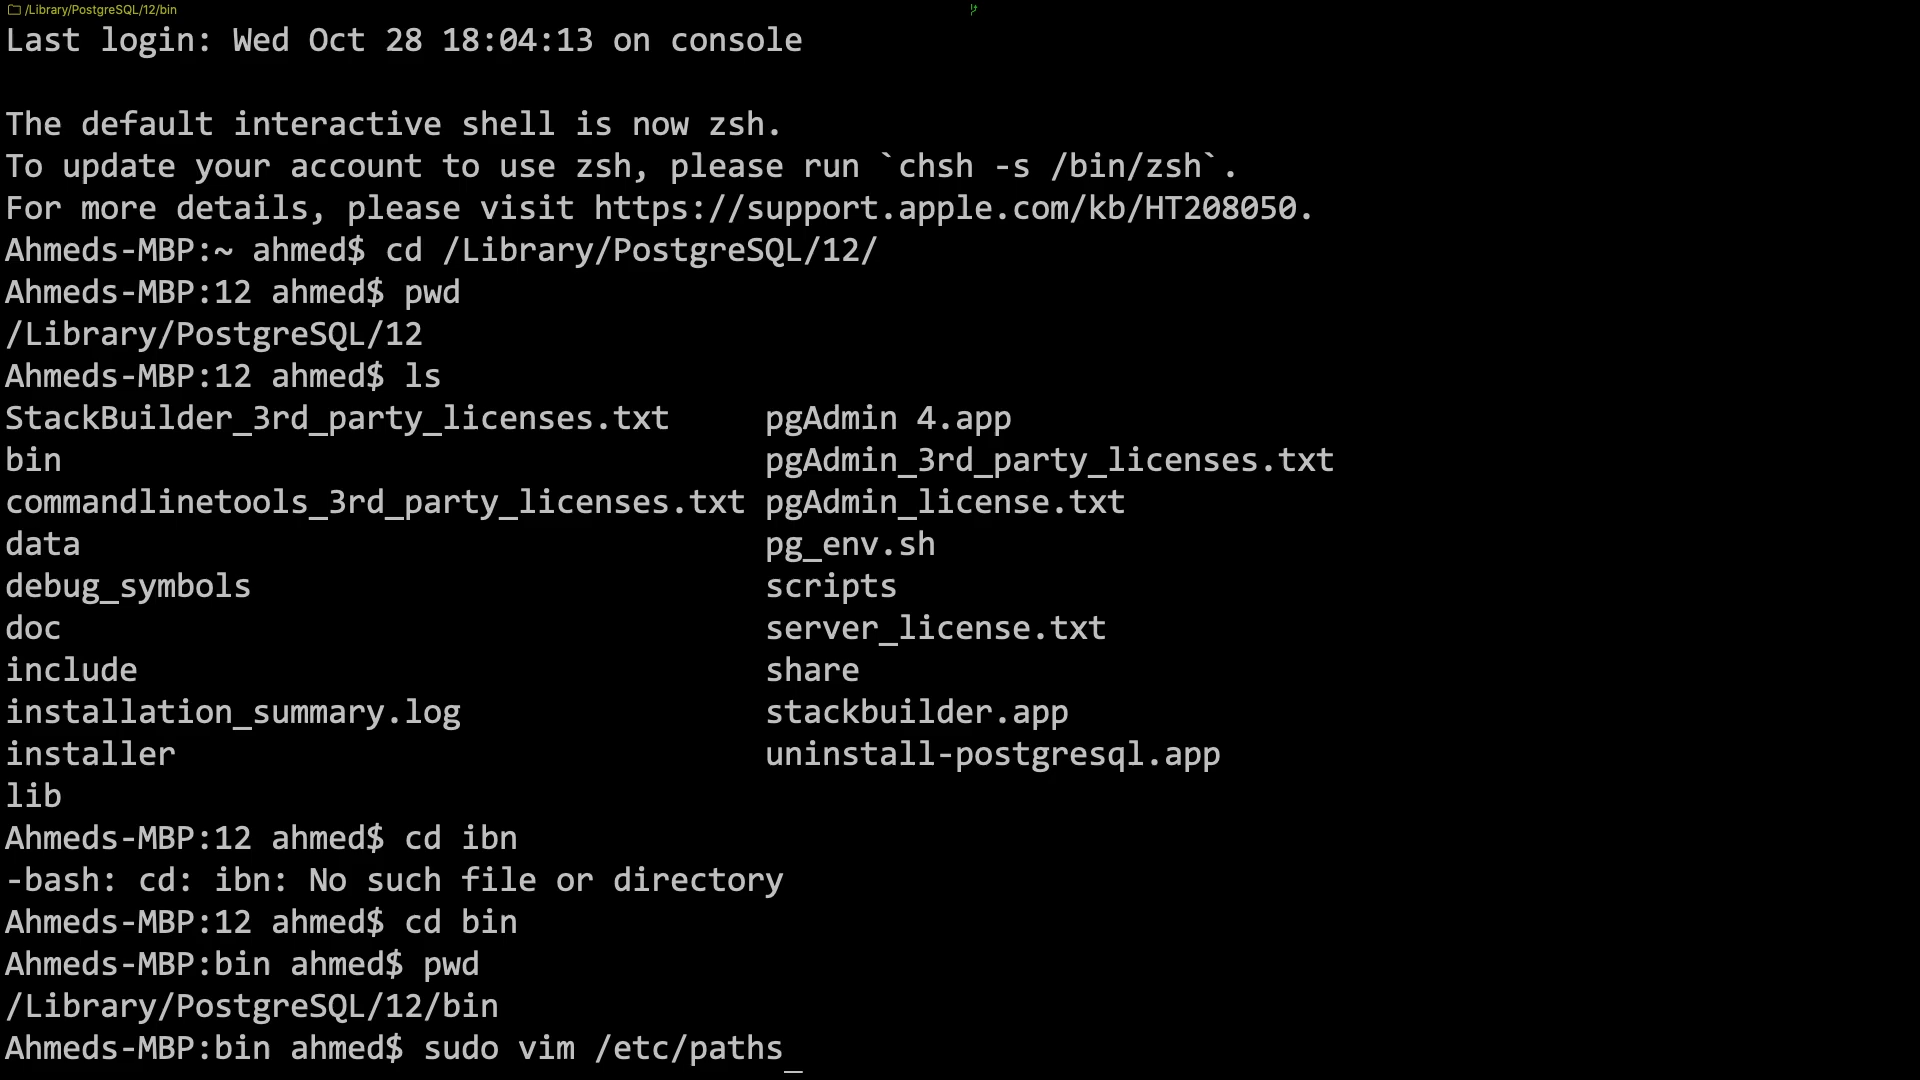 /Library/PostgreSQL/12/bin
Last login: Wed Oct 28 18:04:13 on console
The default interactive shell is now zsh.
To update your account to use zsh, please run `chsh -s /bin/zsh`.
For more details, please visit https://support.apple.com/kb/HT208050.
Ahmeds-MBP:~ ahmed$ cd /Library/PostgreSQL/12/
Ahmeds-MBP:12 ahmed$ pwd
/Library/PostgreSQL/12
Ahmeds-MBP:12 ahmed$ ls
StackBuilder_3rd_party_licenses.txt     pgAdmin 4.app
bin                                     pgAdmin_3rd_party_licenses.txt
commandlinetools_3rd_party_licenses.txt pgAdmin_license.txt
data                                    pg_env.sh
debug_symbols                           scripts
doc                                     server_license.txt
include                                 share
installation_summary.log                stackbuilder.app
installer                               uninstall-postgresql.app
lib
Ahmeds-MBP:12 ahmed$ cd ibn
-bash: cd: ibn: No such file or directory
Ahmeds-MBP:12 ahmed$ cd bin
Ahmeds-MBP:bin ahmed$ pwd
/Library/PostgreSQL/12/bin
Ahmeds-MBP:bin ahmed$ sudo vim /etc/paths